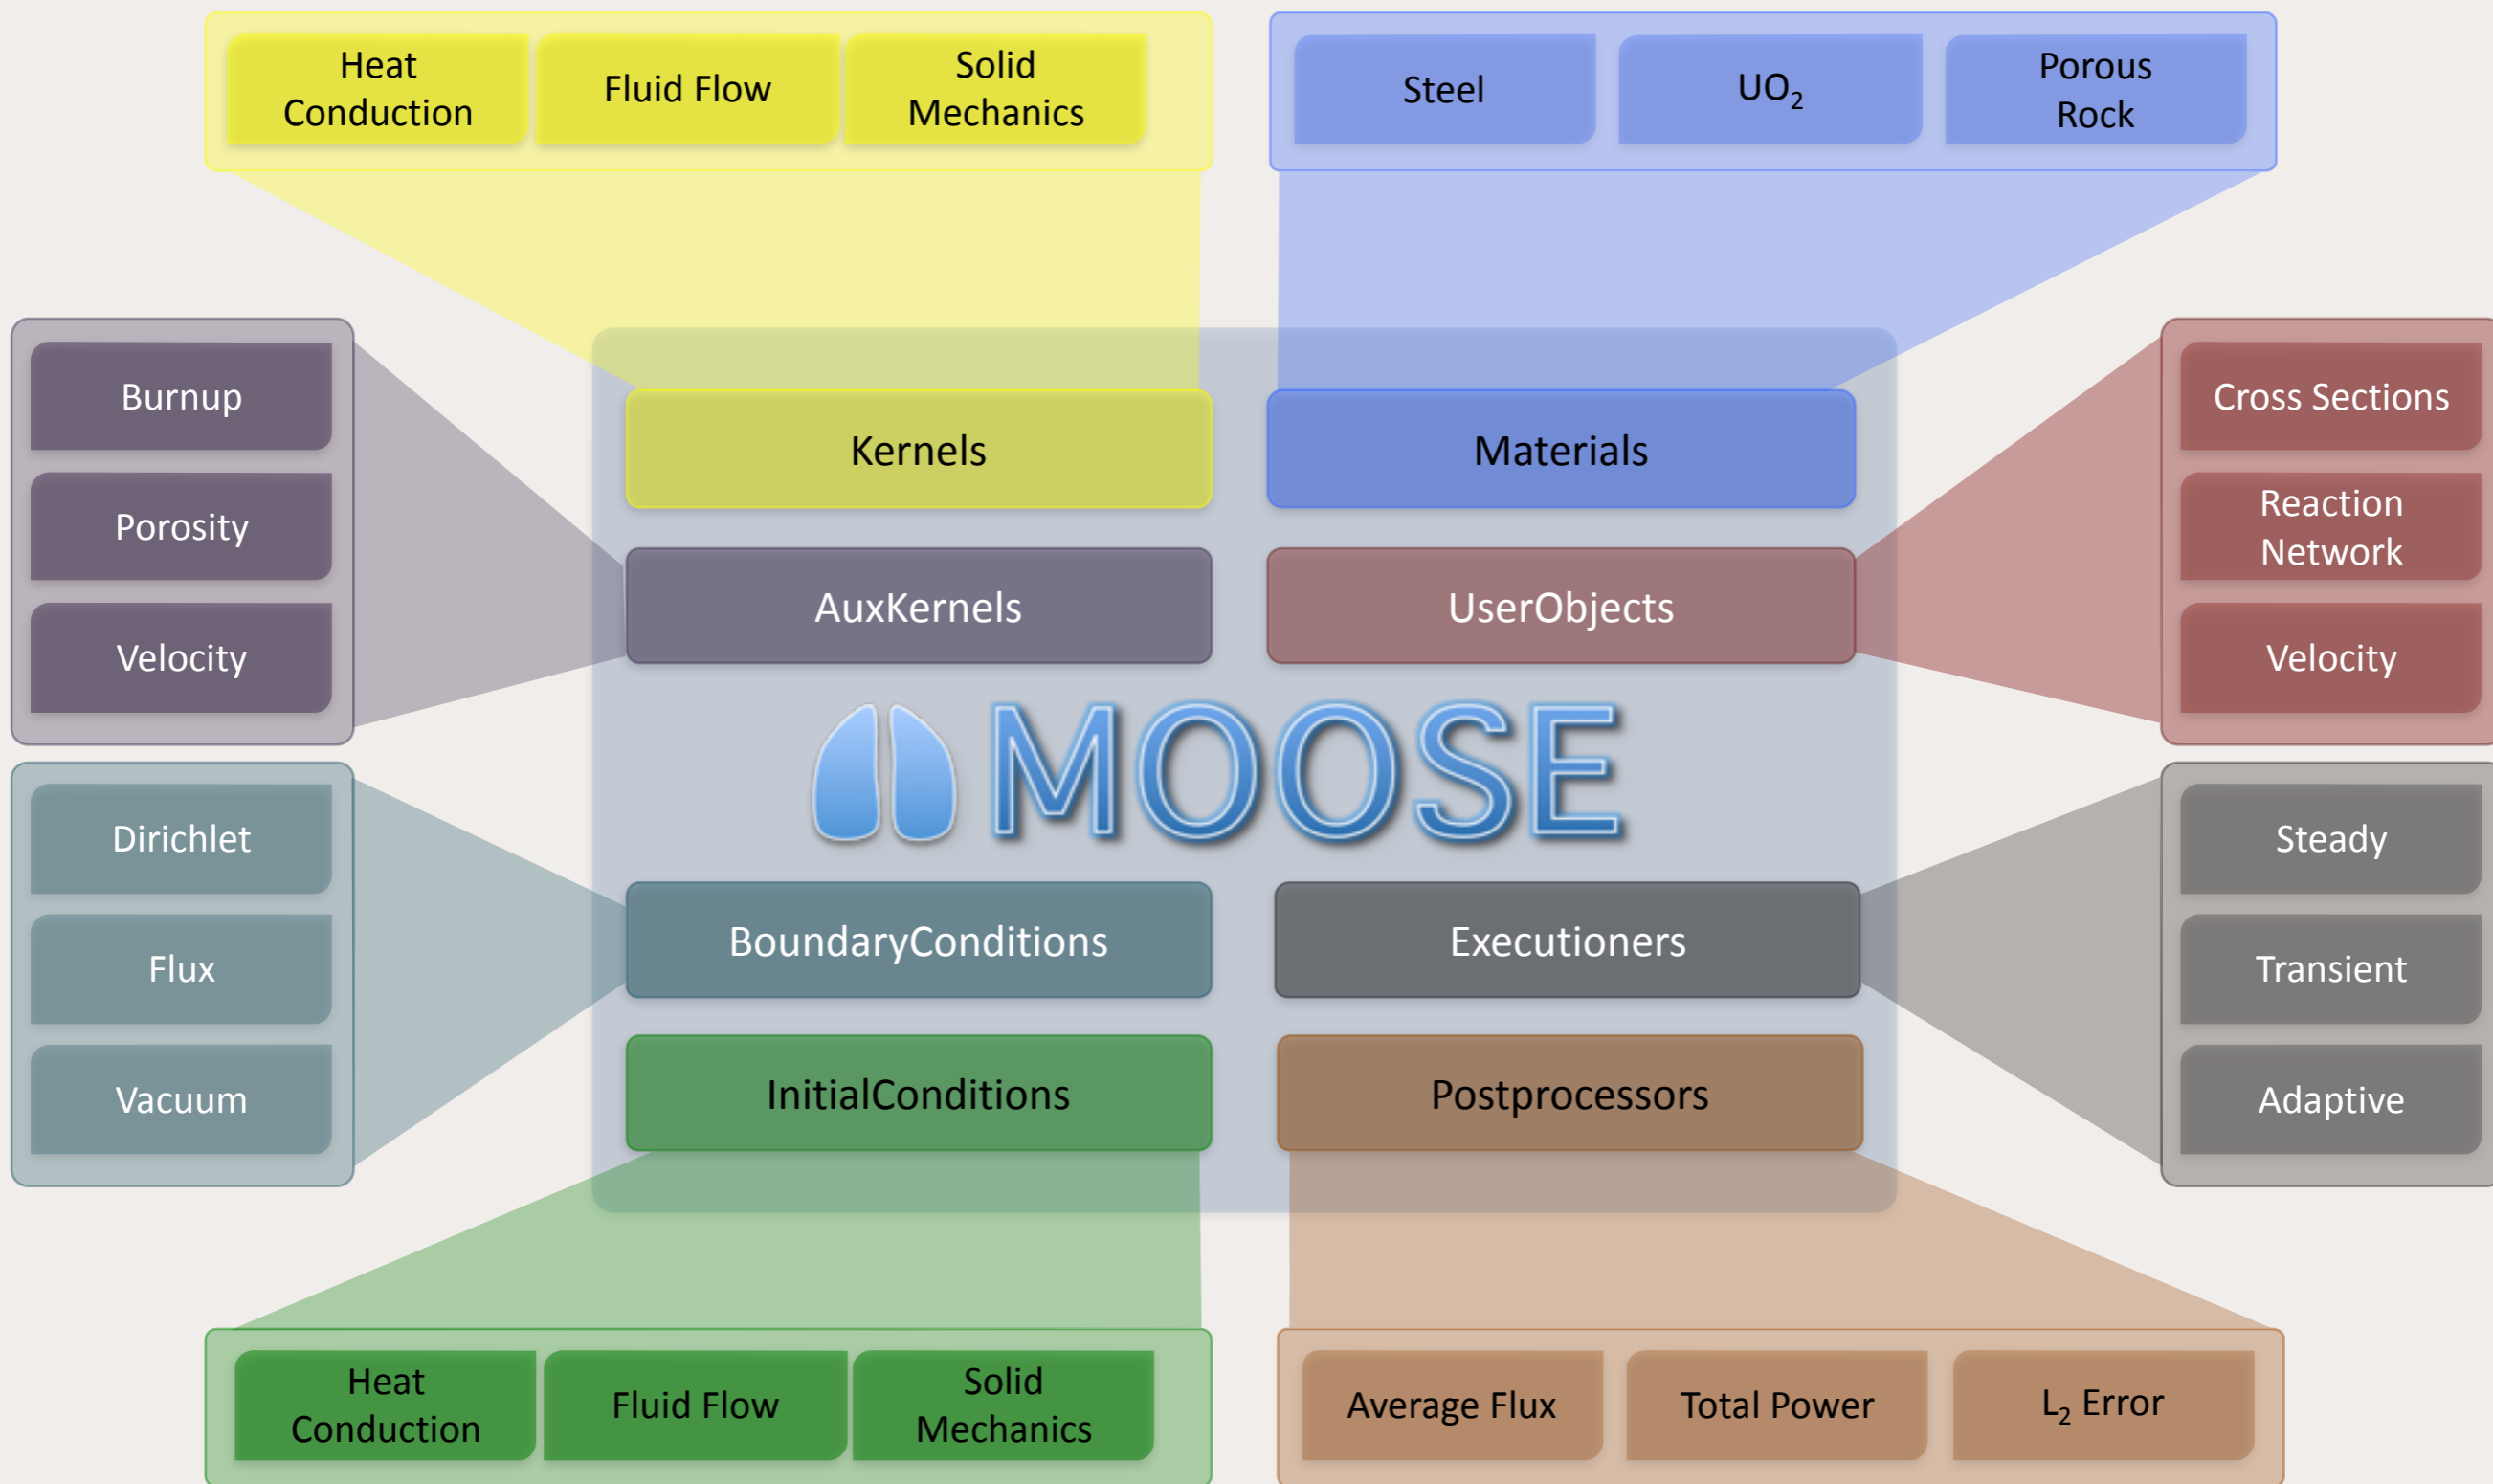 Heat
Conduction
Fluid Flow
Solid
Mechanics
Steel
UO₂
Porous
Rock
Burnup
Porosity
Velocity
Kernels
Materials
AuxKernels
UserObjects
Cross Sections
Reaction
Network
Velocity
MOOSE
Dirichlet
Flux
Vacuum
BoundaryConditions
Executioners
InitialConditions
Postprocessors
Steady
Transient
Adaptive
Heat
Conduction
Fluid Flow
Solid
Mechanics
Average Flux
Total Power
L₂ Error